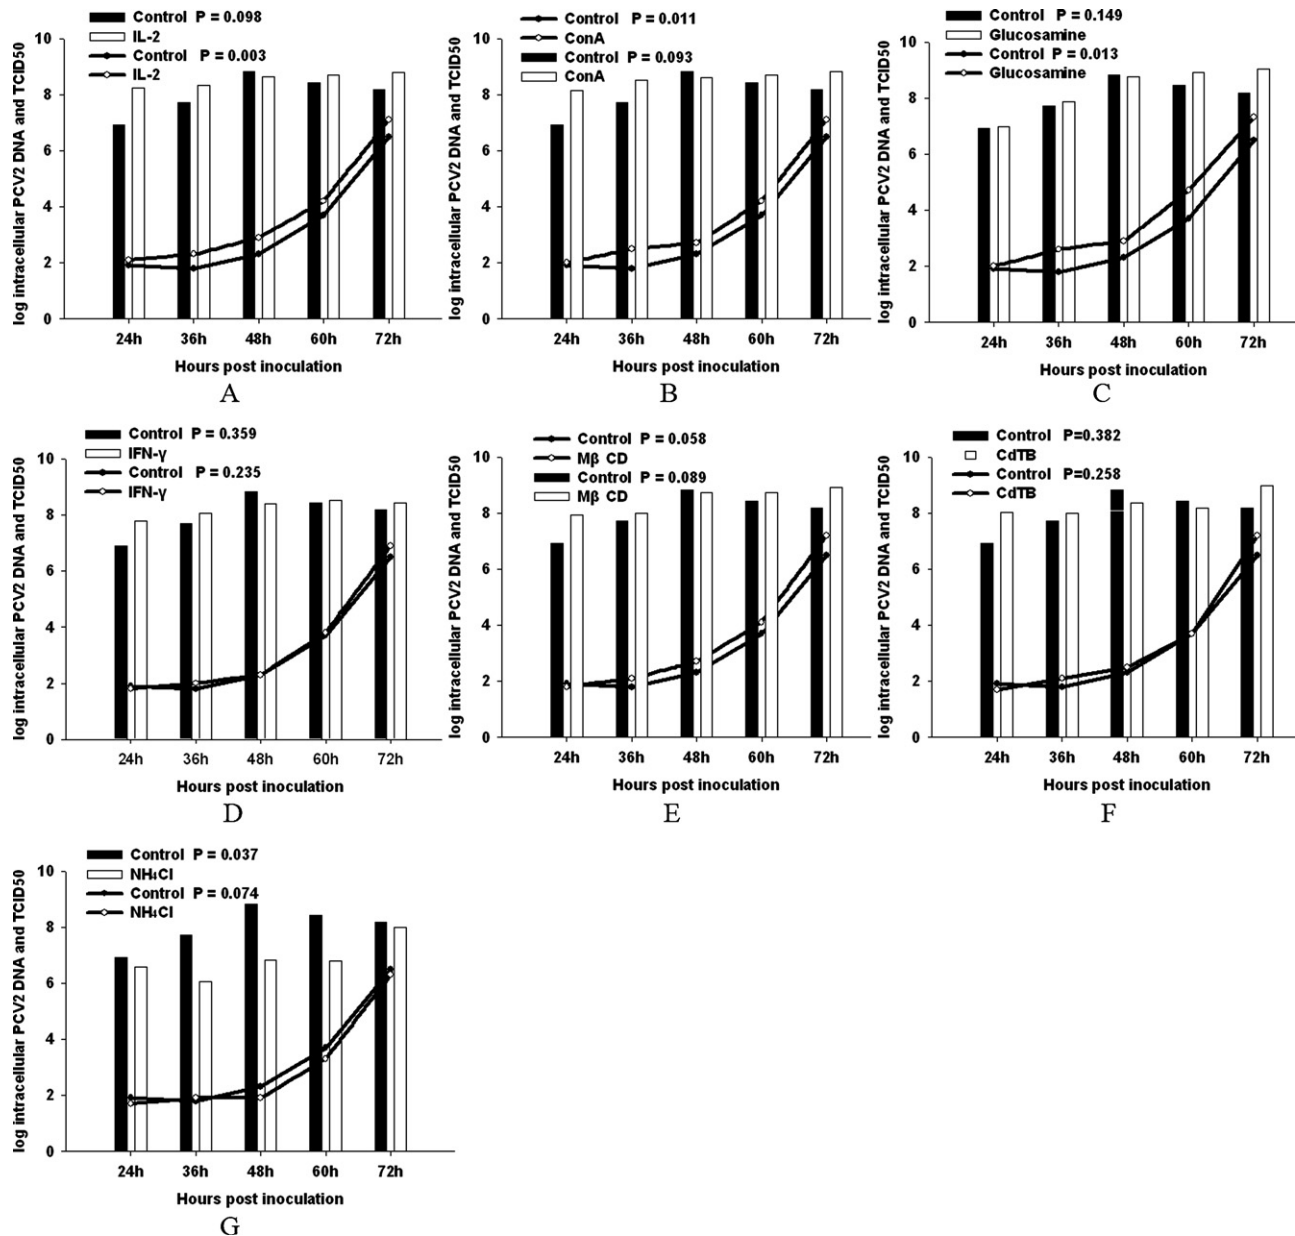 Control P = 0.098
IL-2
Control P = 0.003
IL-2
log intracellular PCV2 DNA and TCID50
10
8
6
4
2
0
24h 36h 48h 60h 72h
Hours post inoculation
A
Control P = 0.011
ConA
Control P = 0.093
ConA
log intracellular PCV2 DNA and TCID50
10
8
6
4
2
0
24h 36h 48h 60h 72h
Hours post inoculation
B
Control P = 0.149
Glucosamine
Control P = 0.013
Glucosamine
log intracellular PCV2 DNA and TCID50
10
8
6
4
2
0
24h 36h 48h 60h 72h
Hours post inoculation
C
Control P = 0.359
IFN-γ
Control P = 0.235
IFN-γ
log intracellular PCV2 DNA and TCID50
10
8
6
4
2
0
24h 36h 48h 60h 72h
Hours post inoculation
D
Control P = 0.058
Mβ CD
Control P = 0.089
Mβ CD
log intracellular PCV2 DNA and TCID50
10
8
6
4
2
0
24h 36h 48h 60h 72h
Hours post inoculation
E
Control P=0.382
CdTB
Control P=0.258
CdTB
log intracellular PCV2 DNA and TCID50
10
8
6
4
2
0
24h 36h 48h 60h 72h
Hours post inoculation
F
Control P = 0.037
NH₄Cl
Control P = 0.074
NH₄Cl
log intracellular PCV2 DNA and TCID50
10
8
6
4
2
0
24h 36h 48h 60h 72h
Hours post inoculation
G